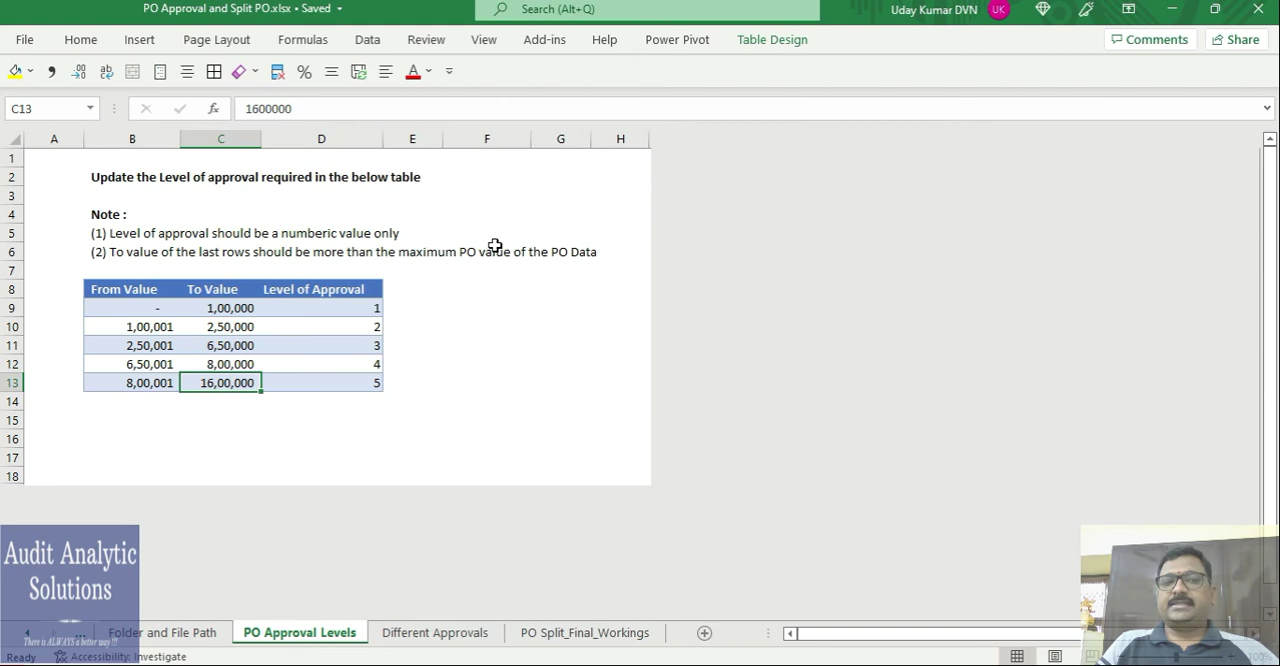 PO Approval and Split PO.xlsx • Saved
Search (Alt+Q)
Uday Kumar DVN
UK
File Home Insert Page Layout Formulas Data Review View Add-ins Help Power Pivot Table Design
Comments Share
C13 fx 1600000
A B C D E F G H
1
2 Update the Level of approval required in the below table
3
4 Note :
5 (1) Level of approval should be a numberic value only
6 (2) To value of the last rows should be more than the maximum PO value of the PO Data
7
8 From Value To Value Level of Approval
9 - 1,00,000 1
10 1,00,001 2,50,000 2
11 2,50,001 6,50,000 3
12 6,50,001 8,00,000 4
13 8,00,001 16,00,000 5
14
15
16
17
18
Audit Analytic
Solutions
There is ALWAYS a better way !!!
... Folder and File Path PO Approval Levels Different Approvals PO Split_Final_Workings
Ready Accessibility: Investigate